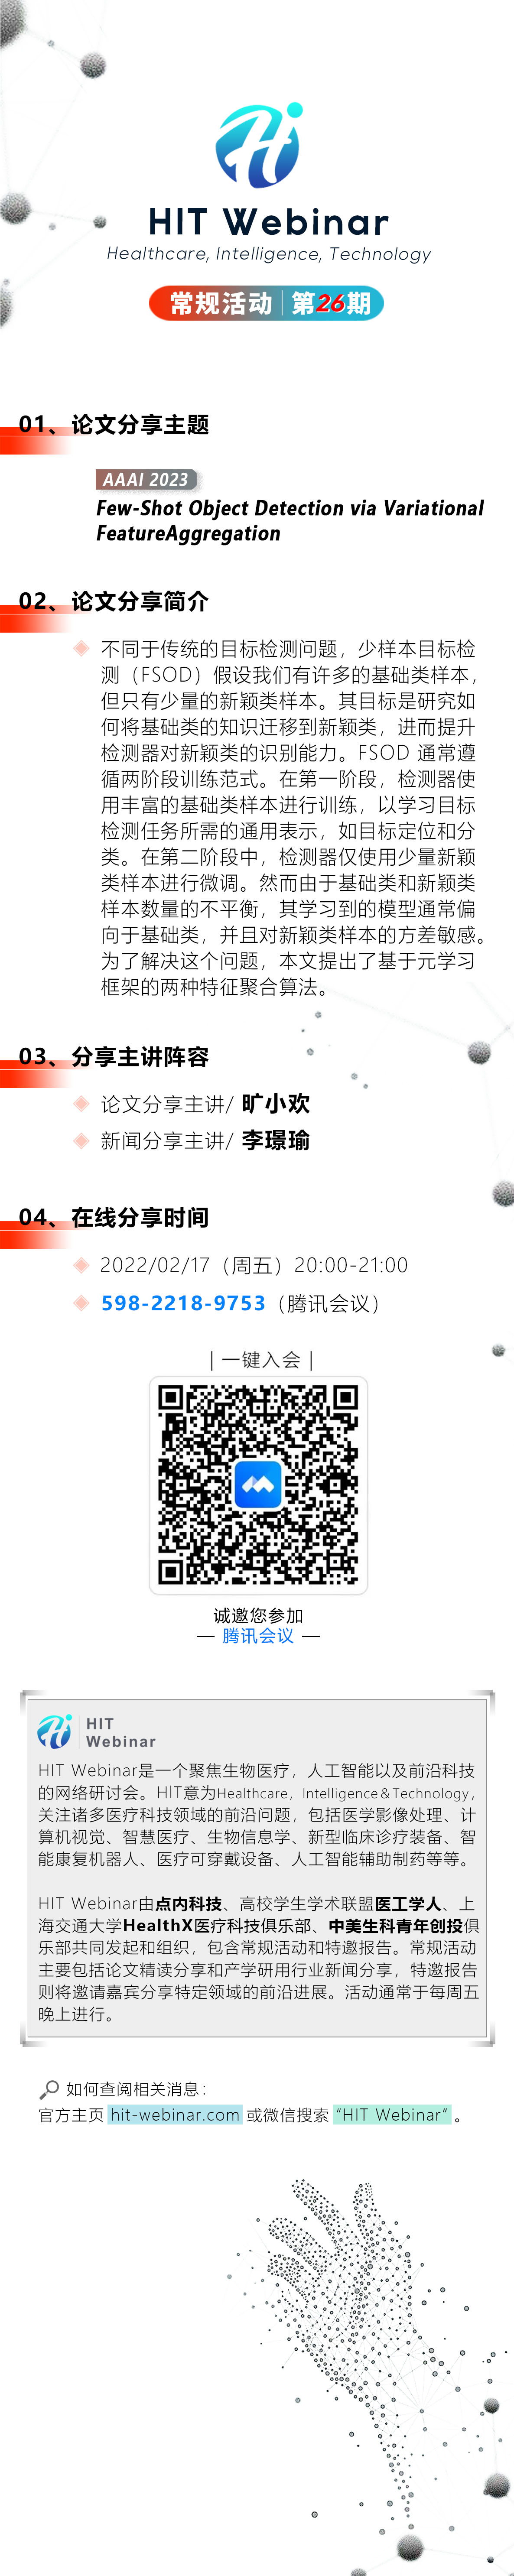 HIT Webinar
Healthcare, Intelligence, Technology
常规活动 | 第26期
01、论文分享主题
AAAI 2023
Few-Shot Object Detection via Variational
FeatureAggregation
02、论文分享简介
不同于传统的目标检测问题，少样本目标检
测（FSOD）假设我们有许多的基础类样本，
但只有少量的新颖类样本。其目标是研究如
何将基础类的知识迁移到新颖类，进而提升
检测器对新颖类的识别能力。FSOD 通常遵
循两阶段训练范式。在第一阶段，检测器使
用丰富的基础类样本进行训练，以学习目标
检测任务所需的通用表示，如目标定位和分
类。在第二阶段中，检测器仅使用少量新颖
类样本进行微调。然而由于基础类和新颖类
样本数量的不平衡，其学习到的模型通常偏
向于基础类，并且对新颖类样本的方差敏感。
为了解决这个问题，本文提出了基于元学习
框架的两种特征聚合算法。
03、分享主讲阵容
论文分享主讲/ 旷小欢
新闻分享主讲/ 李璟瑜
04、在线分享时间
2022/02/17（周五）20:00-21:00
598-2218-9753（腾讯会议）
| 一键入会 |
诚邀您参加
— 腾讯会议 —
HIT
Webinar
HIT Webinar是一个聚焦生物医疗，人工智能以及前沿科技
的网络研讨会。HIT意为Healthcare，Intelligence＆Technology，
关注诸多医疗科技领域的前沿问题，包括医学影像处理、计
算机视觉、智慧医疗、生物信息学、新型临床诊疗装备、智
能康复机器人、医疗可穿戴设备、人工智能辅助制药等等。
HIT Webinar由点内科技、高校学生学术联盟医工学人、上
海交通大学HealthX医疗科技俱乐部、中美生科青年创投俱
乐部共同发起和组织，包含常规活动和特邀报告。常规活动
主要包括论文精读分享和产学研用行业新闻分享，特邀报告
则将邀请嘉宾分享特定领域的前沿进展。活动通常于每周五
晚上进行。
如何查阅相关消息：
官方主页 hit-webinar.com 或微信搜索 “HIT Webinar” 。